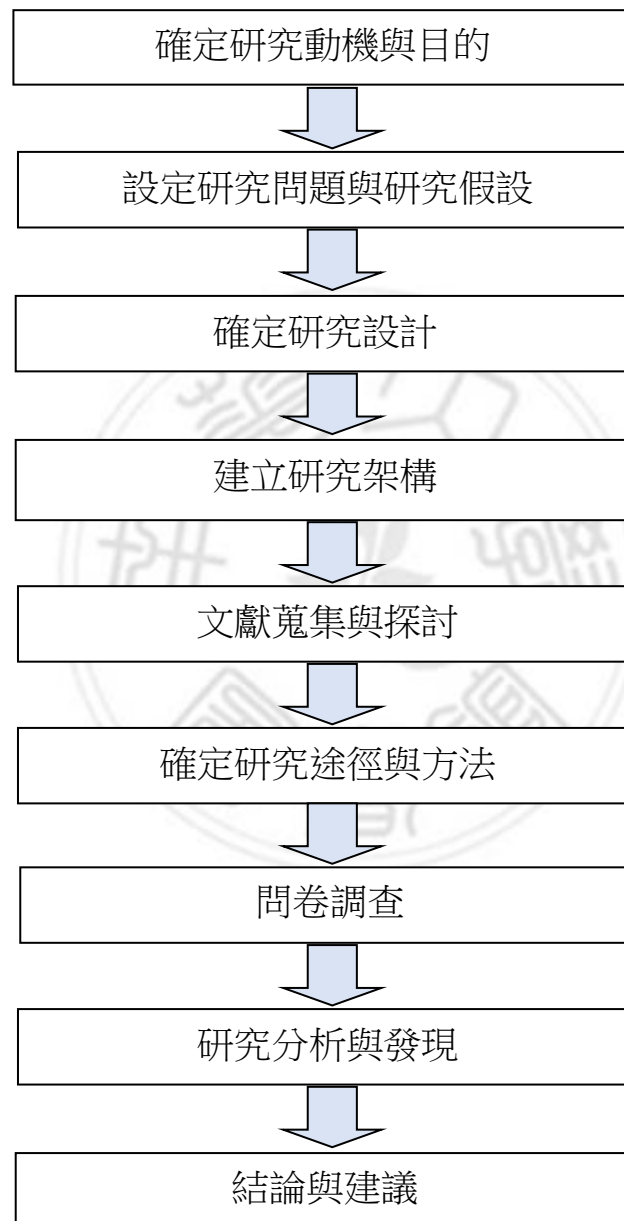 確定研究動機與目的
設定研究問題與研究假設
確定研究設計
建立研究架構
文獻蒐集與探討
確定研究途徑與方法
問卷調查
研究分析與發現
結論與建議